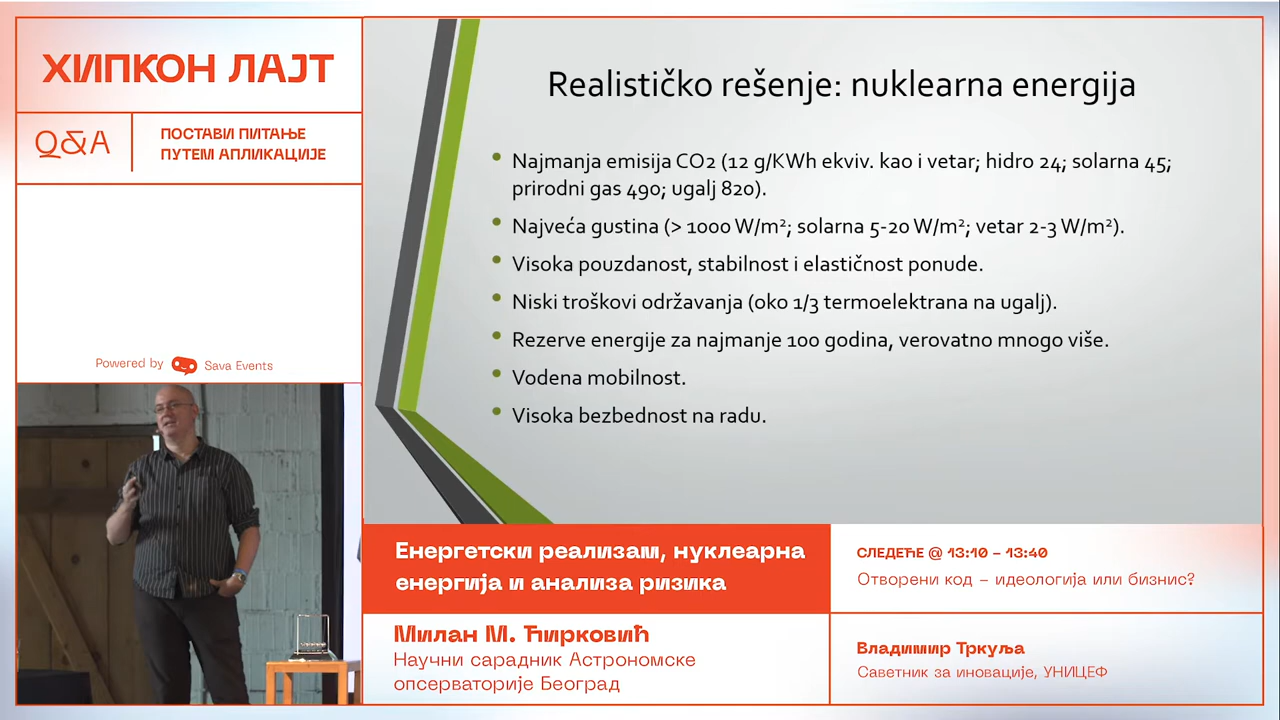 ХИПКОН ЛАЈТ
Q&A
ПОСТАВИ ПИТАЊЕ
ПУТЕМ АПЛИКАЦИЈЕ
Powered by Sava Events
Realističko rešenje: nuklearna energija
• Najmanja emisija CO2 (12 g/KWh ekviv. kao i vetar; hidro 24; solarna 45;
prirodni gas 490; ugalj 820).
• Najveća gustina (> 1000 W/m²; solarna 5-20 W/m²; vetar 2-3 W/m²).
• Visoka pouzdanost, stabilnost i elastičnost ponude.
• Niski troškovi održavanja (oko 1/3 termoelektrana na ugalj).
• Rezerve energije za najmanje 100 godina, verovatno mnogo više.
• Vodena mobilnost.
• Visoka bezbednost na radu.
Енергетски реализам, нуклеарна
енергија и анализа ризика
Милан М. Ћирковић
Научни сарадник Астрономске
опсерваторије Београд
СЛЕДЕЋЕ @ 13:10 – 13:40
Отворени код – идеологија или бизнис?
Владимир Тркуља
Саветник за иновације, УНИЦЕФ